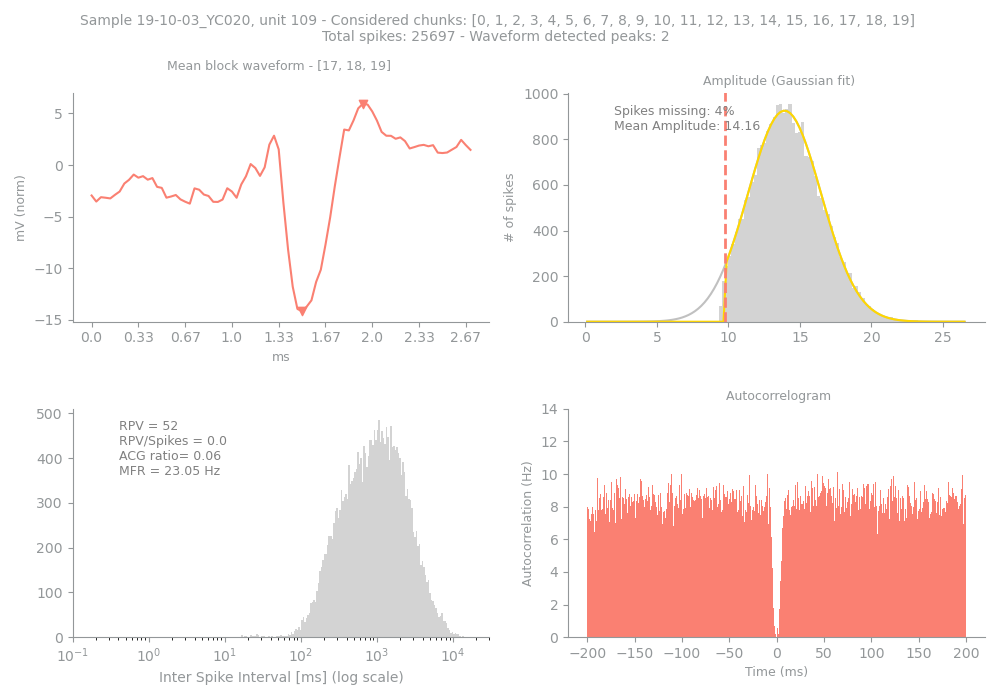 Sample 19-10-03_YC020, unit 109 - Considered chunks: [0, 1, 2, 3, 4, 5, 6, 7, 8, 9, 10, 11, 12, 13, 14, 15, 16, 17, 18, 19]
Total spikes: 25697 - Waveform detected peaks: 2
Mean block waveform - [17, 18, 19]
5
0
−5
−10
−15
mV (norm)
0.0 0.33 0.67 1.0 1.33 1.67 2.0 2.33 2.67
ms
Amplitude (Gaussian fit)
Spikes missing: 4%
Mean Amplitude: 14.16
1000
800
600
400
200
0
# of spikes
0 5 10 15 20 25
RPV = 52
RPV/Spikes = 0.0
ACG ratio= 0.06
MFR = 23.05 Hz
500
400
300
200
100
0
10⁻¹ 10⁰ 10¹ 10² 10³ 10⁴
Inter Spike Interval [ms] (log scale)
Autocorrelogram
14
12
10
8
6
4
2
0
Autocorrelation (Hz)
−200 −150 −100 −50 0 50 100 150 200
Time (ms)